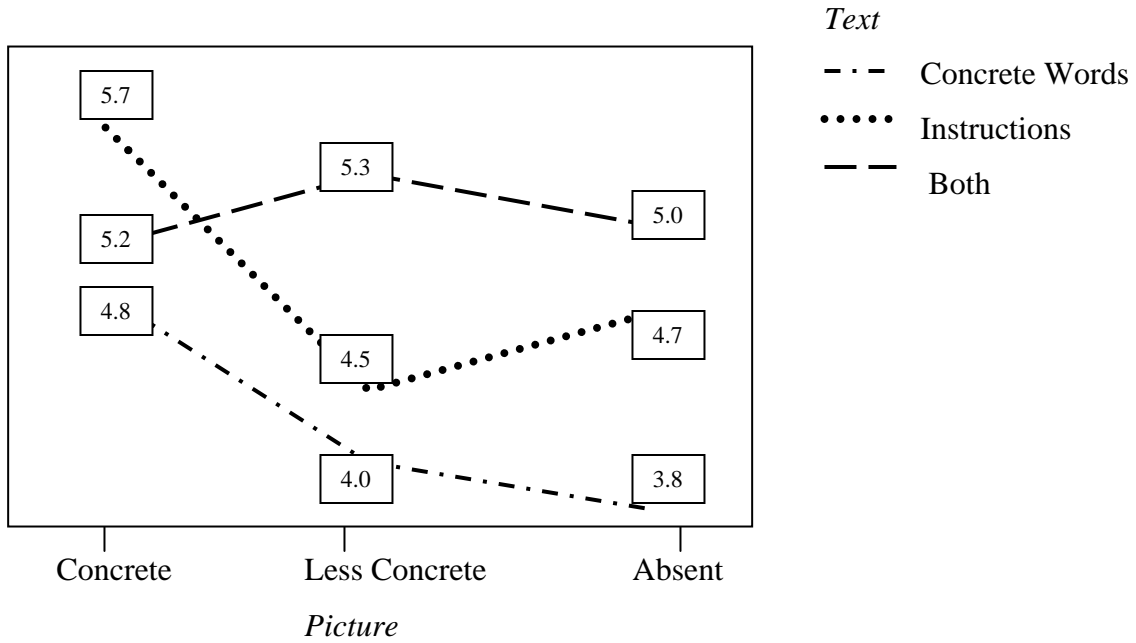 Text
Concrete Words
Instructions
Both
5.7
5.3
5.2
5.0
4.8
4.5
4.7
4.0
3.8
Concrete Less Concrete Absent
Picture